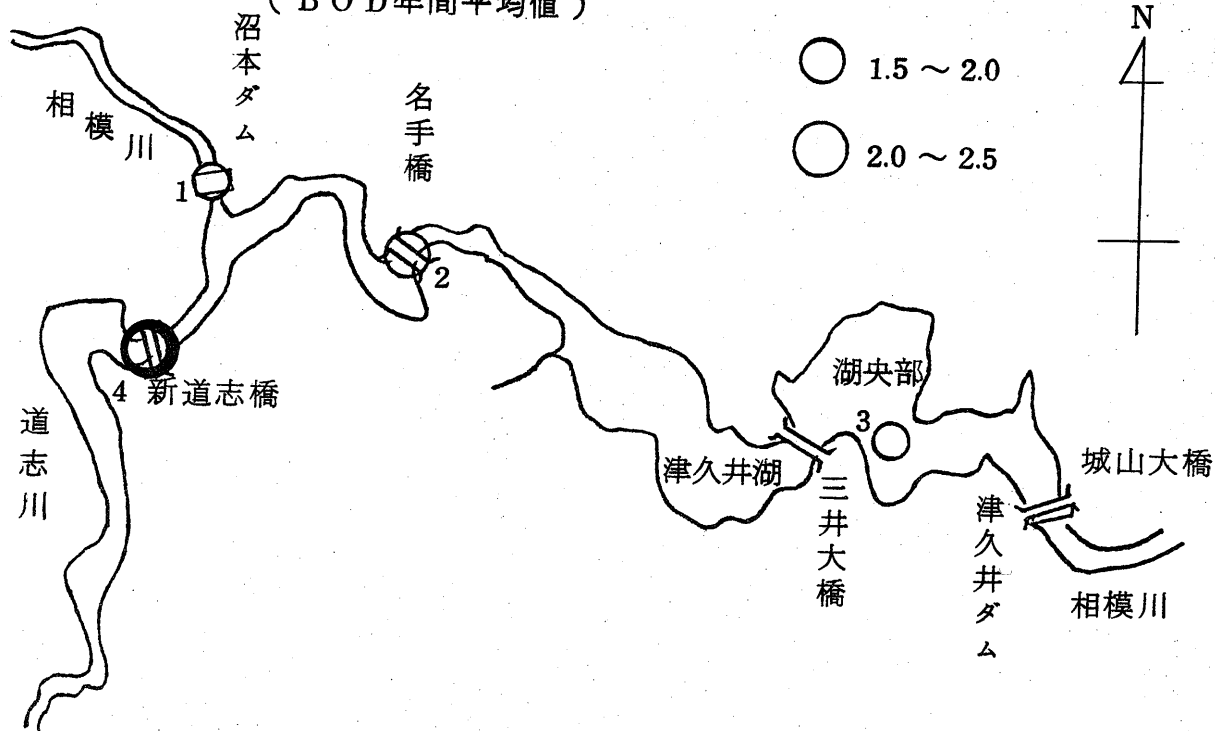 (BOD年間平均値)
沼本ダム
名手橋
1.5 ～ 2.0
2.0 ～ 2.5
N
相模川
1
2
4 新道志橋
道志川
湖央部
3
津久井湖
三井大橋
津久井ダム
城山大橋
相模川